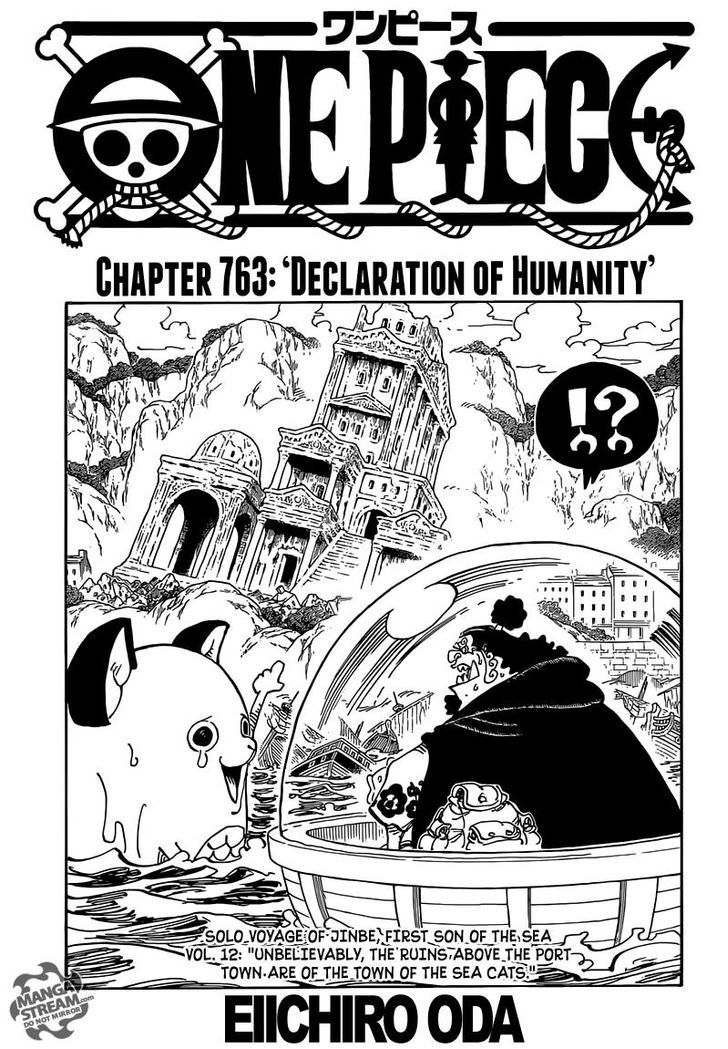 ワンピース
ONE PIECE
CHAPTER 763: 'DECLARATION OF HUMANITY'
!?
SOLO VOYAGE OF JINBE, FIRST SON OF THE SEA
VOL. 12: "UNBELIEVABLY, THE RUINS ABOVE THE PORT
TOWN ARE OF THE TOWN OF THE SEA CATS."
MANGA
STREAM.com
DO NOT MIRROR
EIICHIRO ODA